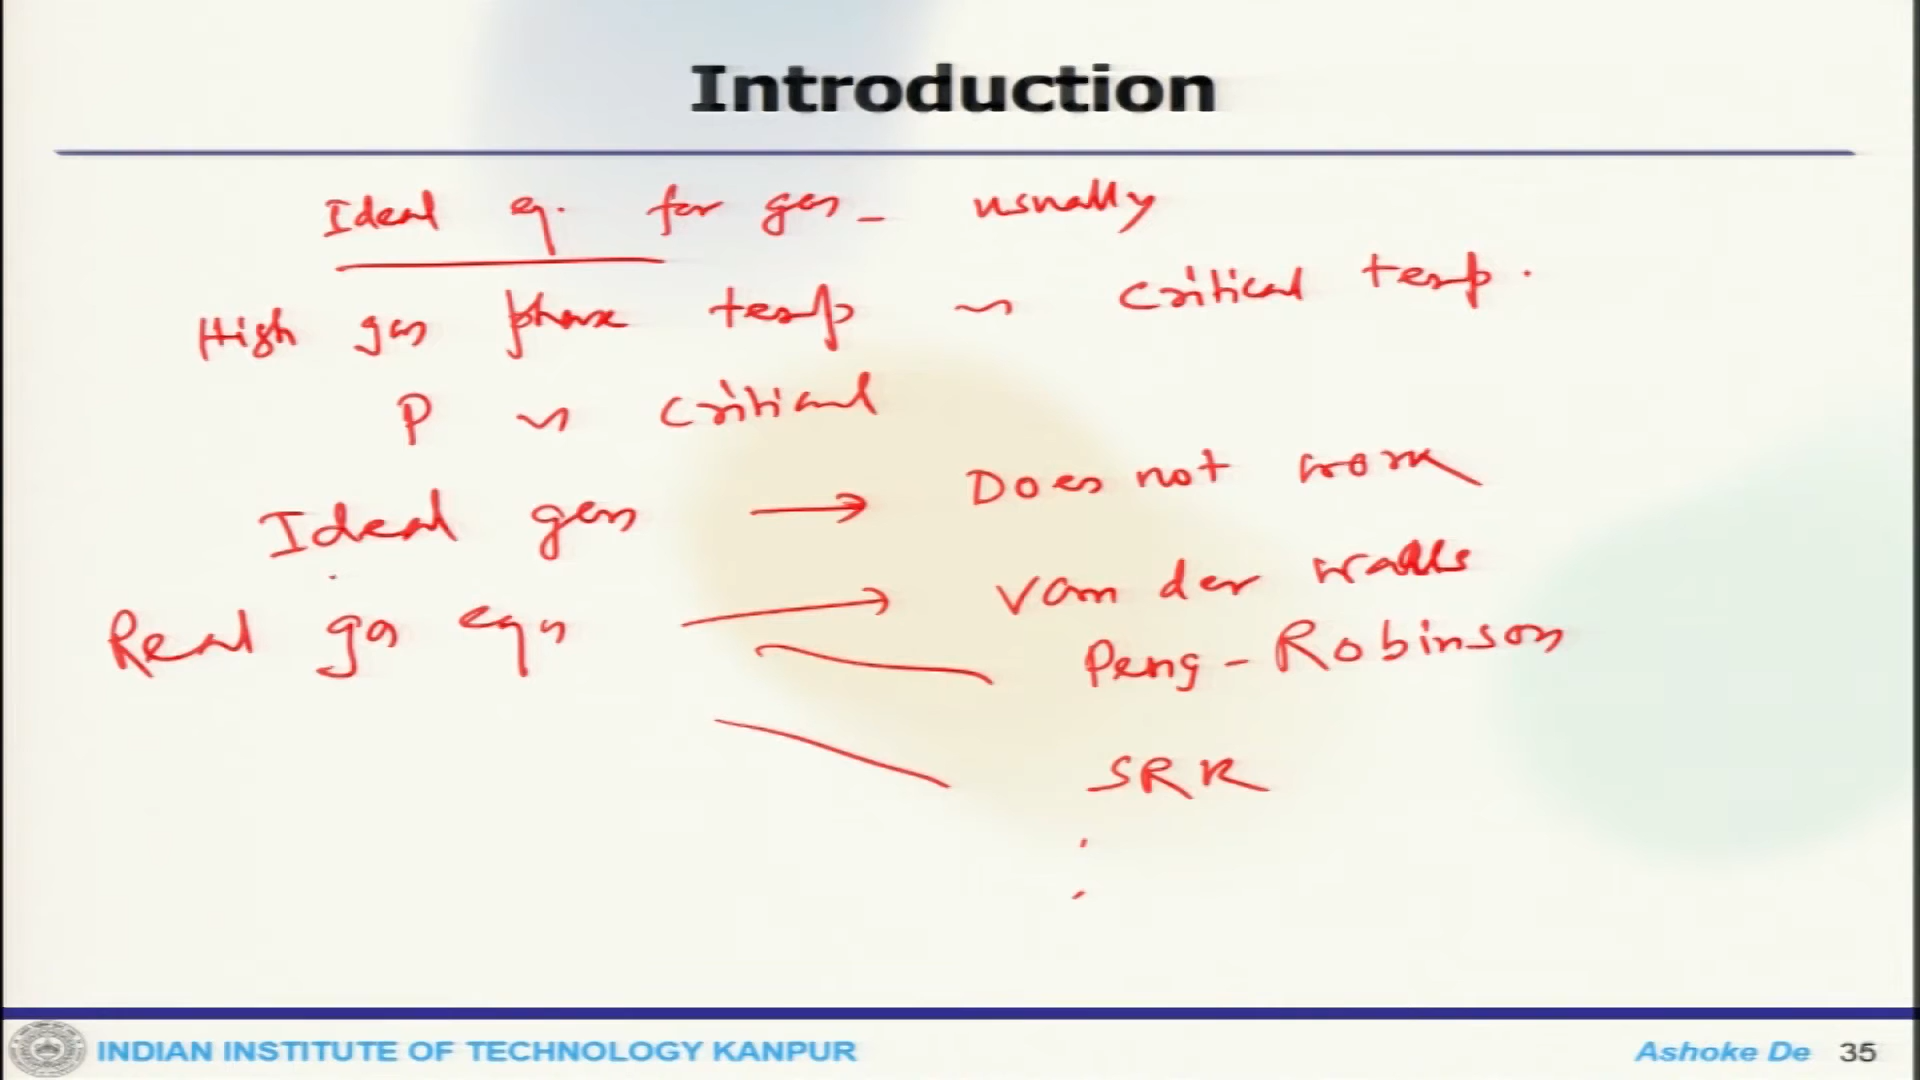 Introduction
Ideal eq. for gas - usually
High gas phase temp ~ critical temp.
P ~ critical
Ideal gas → Does not work
Real gas eqn → Van der Walls
Peng - Robinson
SRK
INDIAN INSTITUTE OF TECHNOLOGY KANPUR
Ashoke De 35